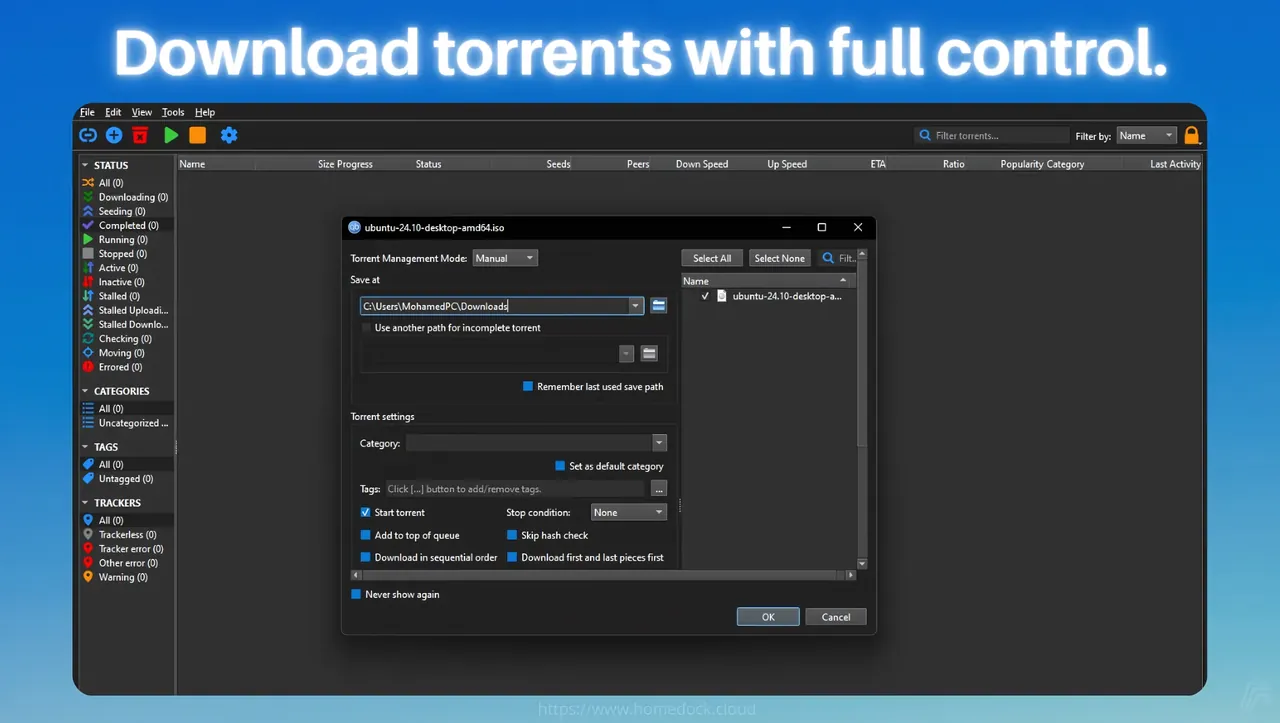 Download torrents with full control.
File Edit View Tools Help
Filter torrents... Filter by: Name
STATUS
All (0)
Downloading (0)
Seeding (0)
Completed (0)
Running (0)
Stopped (0)
Active (0)
Inactive (0)
Stalled (0)
Stalled Uploadi...
Stalled Downlo...
Checking (0)
Moving (0)
Errored (0)
CATEGORIES
All (0)
Uncategorized ...
TAGS
All (0)
Untagged (0)
TRACKERS
All (0)
Trackerless (0)
Tracker error (0)
Other error (0)
Warning (0)
Name Size Progress Status Seeds Peers Down Speed Up Speed ETA Ratio Popularity Category Last Activity
qb ubuntu-24.10-desktop-amd64.iso
Torrent Management Mode: Manual
Save at
C:\Users\MohamedPC\Downloads
Use another path for incomplete torrent
Remember last used save path
Torrent settings
Category:
Set as default category
Tags: Click [...] button to add/remove tags. ...
Start torrent Stop condition: None
Add to top of queue Skip hash check
Download in sequential order Download first and last pieces first
Select All Select None Filt...
Name
ubuntu-24.10-desktop-a...
Never show again
OK Cancel
https://www.homedock.cloud